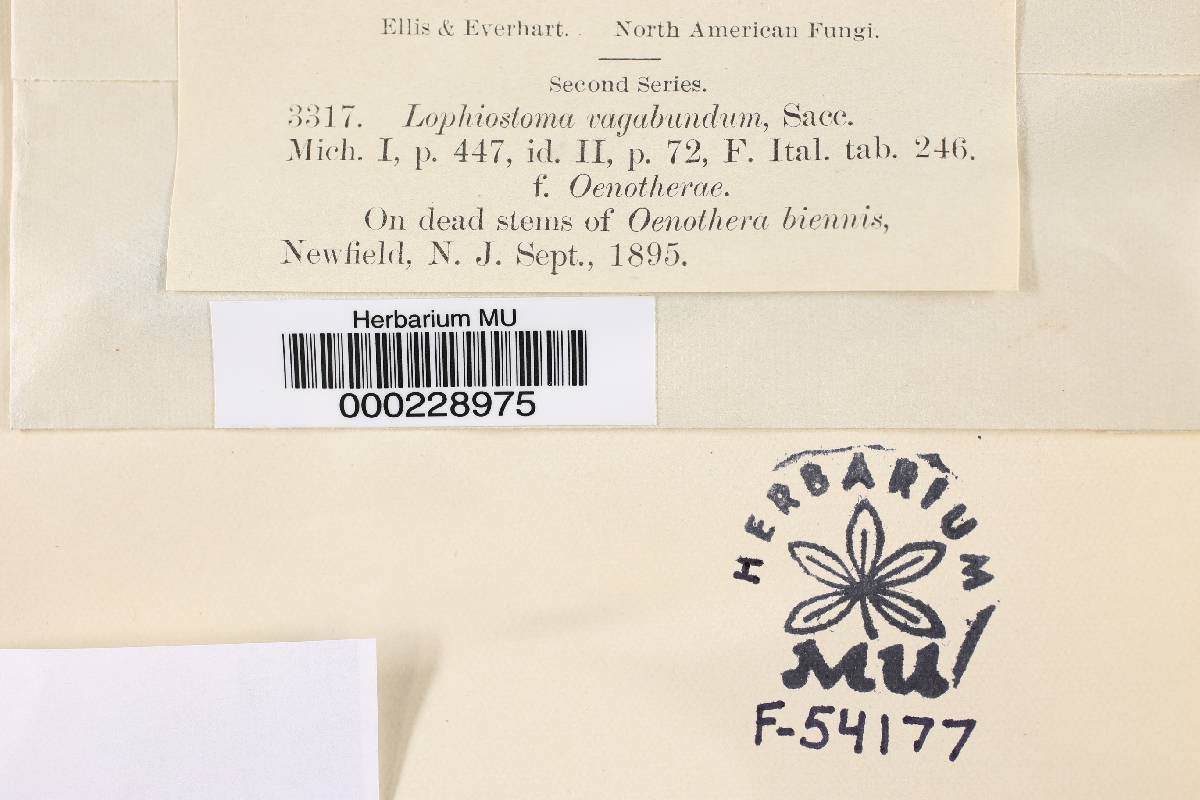 Ellis & Everhart. North American Fungi.
Second Series.
3317. Lophiostoma vagabundum, Sacc.
Mich. I, p. 447, id. II, p. 72, F. Ital. tab. 246.
f. Oenotherae.
On dead stems of Oenothera biennis,
Newfield, N. J. Sept., 1895.
Herbarium MU
000228975
HERBARIUM
MU
F-54177